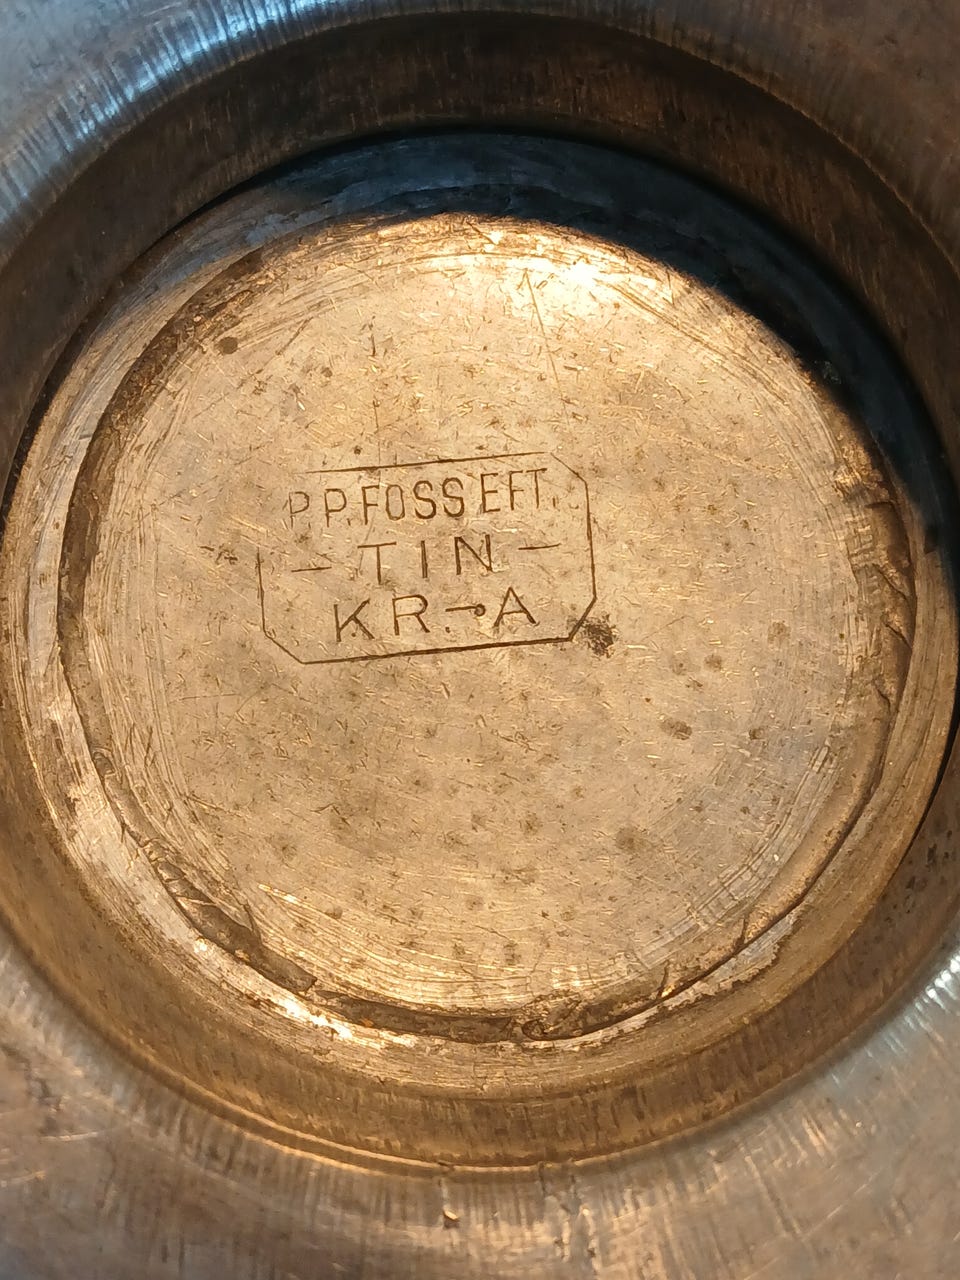 P.P.FOSS EFT.
- TIN -
KR.-A